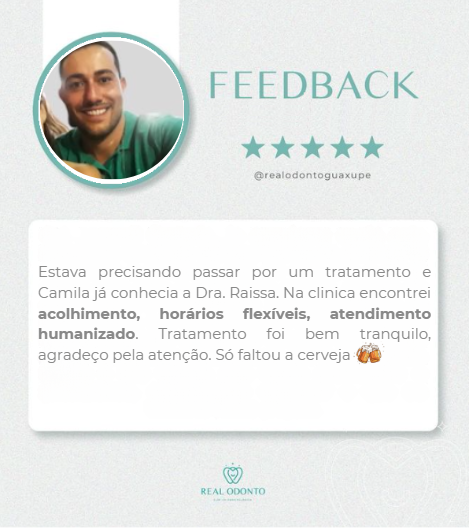 FEEDBACK
@realodontoguaxupe
Estava precisando passar por um tratamento e
Camila já conhecia a Dra. Raissa. Na clinica encontrei
acolhimento, horários flexíveis, atendimento
humanizado. Tratamento foi bem tranquilo,
agradeço pela atenção. Só faltou a cerveja 🍻
REAL ODONTO